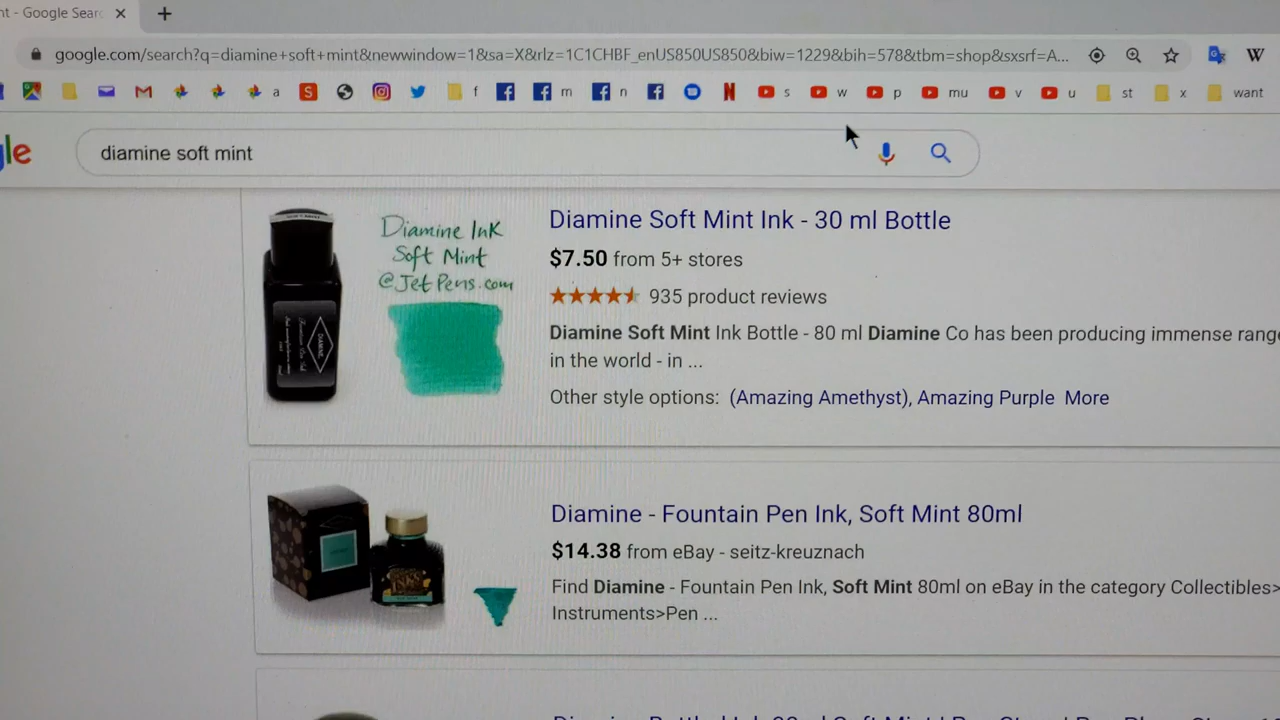 nt - Google Sear
google.com/search?q=diamine+soft+mint&newwindow=1&sa=X&rlz=1C1CHBF_enUS850US850&biw=1229&bih=578&tbm=shop&sxsrf=A...
a S f m n N s w p mu v u st x want
le diamine soft mint
Diamine Ink
Soft Mint
@JetPens.com
DIAMINE
Diamine Soft Mint Ink - 30 ml Bottle
$7.50 from 5+ stores
935 product reviews
Diamine Soft Mint Ink Bottle - 80 ml Diamine Co has been producing immense rang
in the world - in ...
Other style options: (Amazing Amethyst), Amazing Purple More
Diamine - Fountain Pen Ink, Soft Mint 80ml
$14.38 from eBay - seitz-kreuznach
Find Diamine - Fountain Pen Ink, Soft Mint 80ml on eBay in the category Collectibles>
Instruments>Pen ...